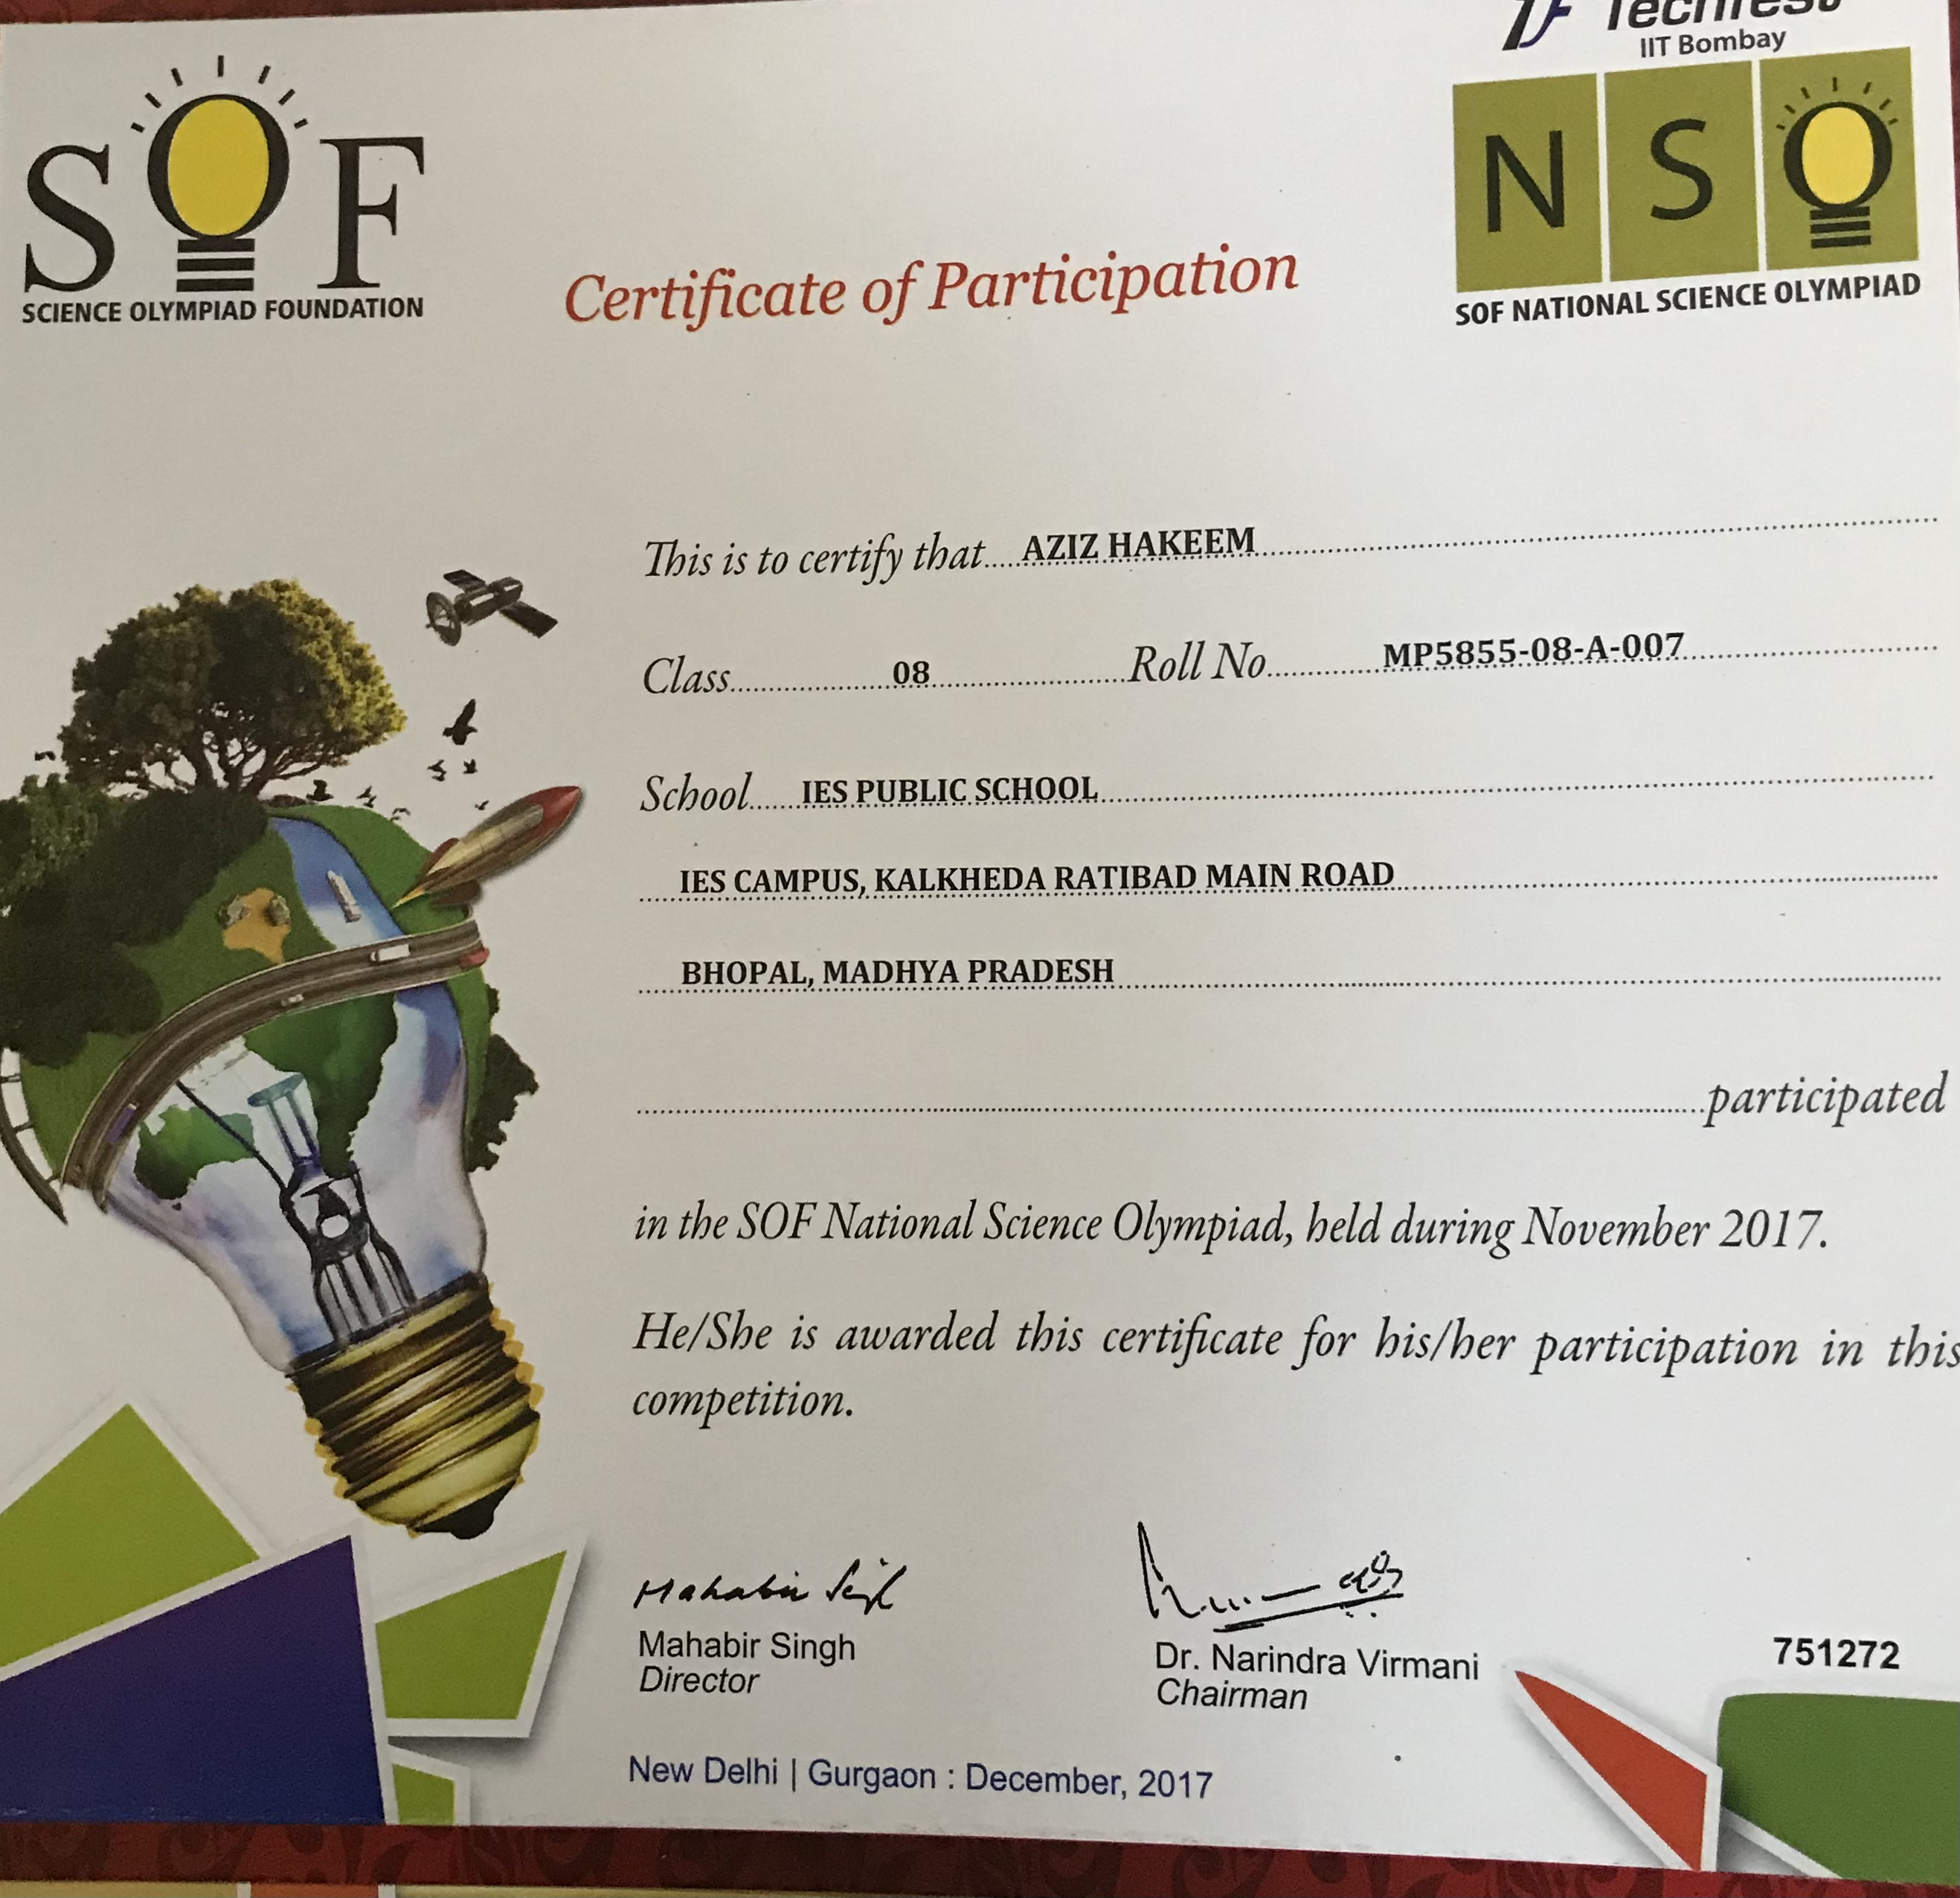 Techfest
IIT Bombay
SOF
SCIENCE OLYMPIAD FOUNDATION
NSO
SOF NATIONAL SCIENCE OLYMPIAD
Certificate of Participation
This is to certify that AZIZ HAKEEM
Class 08 Roll No MP5855-08-A-007
School IES PUBLIC SCHOOL
IES CAMPUS, KALKHEDA RATIBAD MAIN ROAD
BHOPAL, MADHYA PRADESH
participated
in the SOF National Science Olympiad, held during November 2017.
He/She is awarded this certificate for his/her participation in this
competition.
Mahabir Singh
Mahabir Singh
Director
Dr. Narindra Virmani
Chairman
751272
New Delhi | Gurgaon : December, 2017